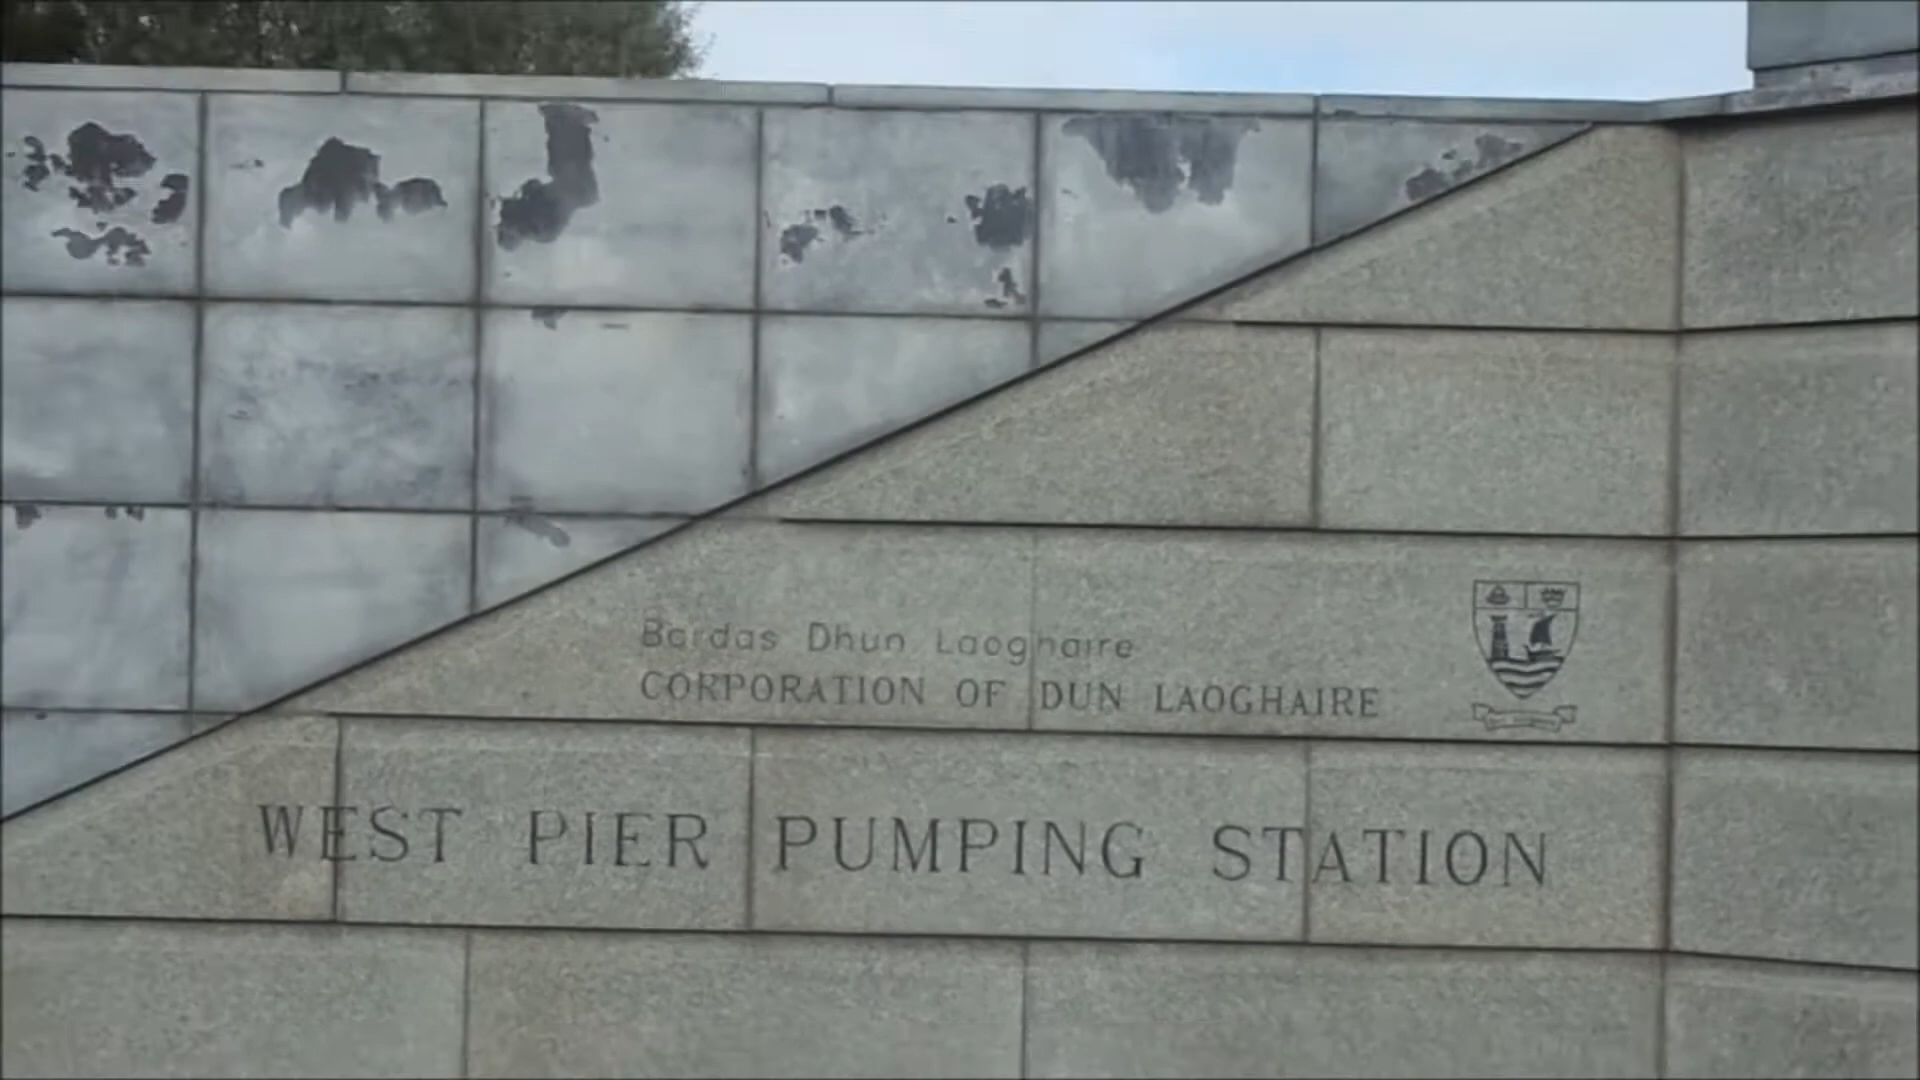 Bardas Dhun Laoghaire
CORPORATION OF DUN LAOGHAIRE
WEST PIER PUMPING STATION